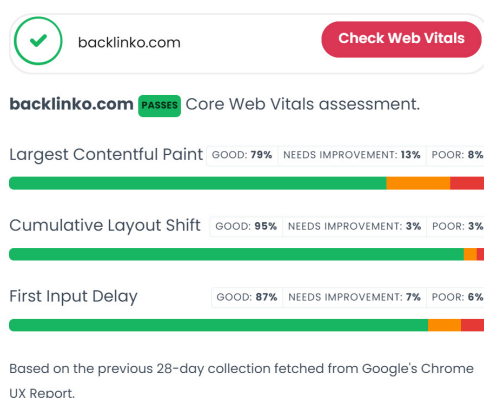 backlinko.com
Check Web Vitals
backlinko.com PASSES Core Web Vitals assessment.
Largest Contentful Paint GOOD: 79% NEEDS IMPROVEMENT: 13% POOR: 8%
Cumulative Layout Shift GOOD: 95% NEEDS IMPROVEMENT: 3% POOR: 3%
First Input Delay GOOD: 87% NEEDS IMPROVEMENT: 7% POOR: 6%
Based on the previous 28-day collection fetched from Google's Chrome
UX Report.